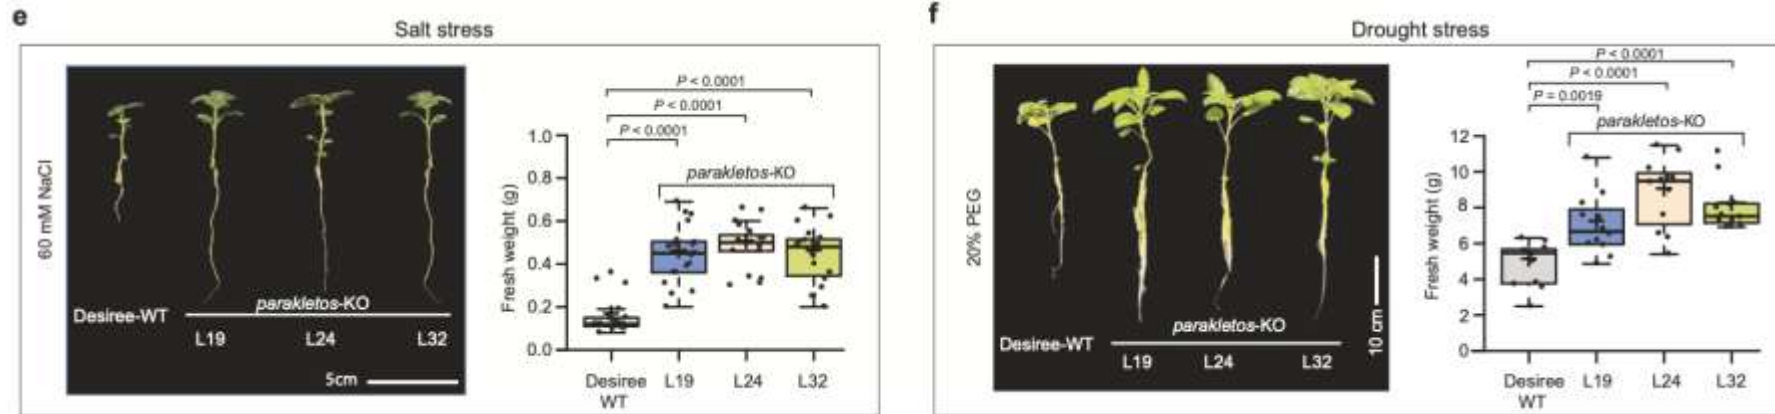 e
Salt stress
60 mM NaCl
Desiree-WT
parakletos-KO
L19 L24 L32
5cm
P < 0.0001
P < 0.0001
P < 0.0001
parakletos-KO
Fresh weight (g)
1.0
0.8
0.6
0.4
0.2
0.0
Desiree WT L19 L24 L32
f
Drought stress
20% PEG
Desiree-WT
parakletos-KO
L19 L24 L32
10 cm
P < 0.0001
P < 0.0001
P = 0.0019
parakletos-KO
Fresh weight (g)
12
10
8
6
4
2
0
Desiree WT L19 L24 L32